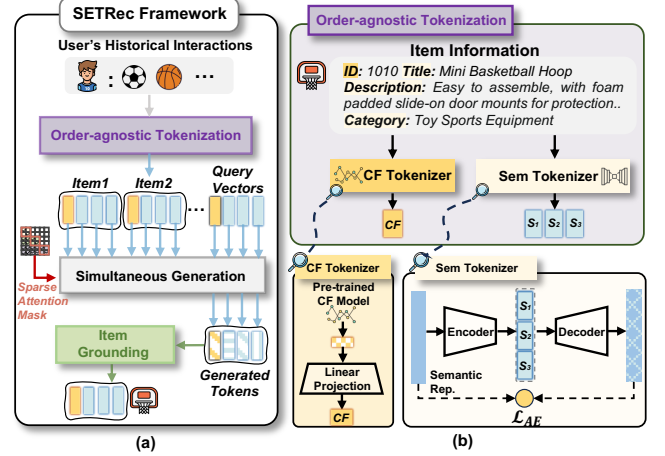 SETRec Framework
User's Historical Interactions
: ...
Order-agnostic Tokenization
Item1 Item2 ... Query
Vectors
Simultaneous Generation
Sparse
Attention
Mask
Item
Grounding
Generated
Tokens
(a)
Order-agnostic Tokenization
Item Information
ID: 1010 Title: Mini Basketball Hoop
Description: Easy to assemble, with foam
padded slide-on door mounts for protection..
Category: Toy Sports Equipment
CF Tokenizer
Sem Tokenizer
CF
S₁ S₂ S₃
CF Tokenizer
Pre-trained
CF Model
Linear
Projection
CF
Sem Tokenizer
Encoder
S₁
S₂
S₃
Decoder
Semantic
Rep.
ℒ_AE
(b)